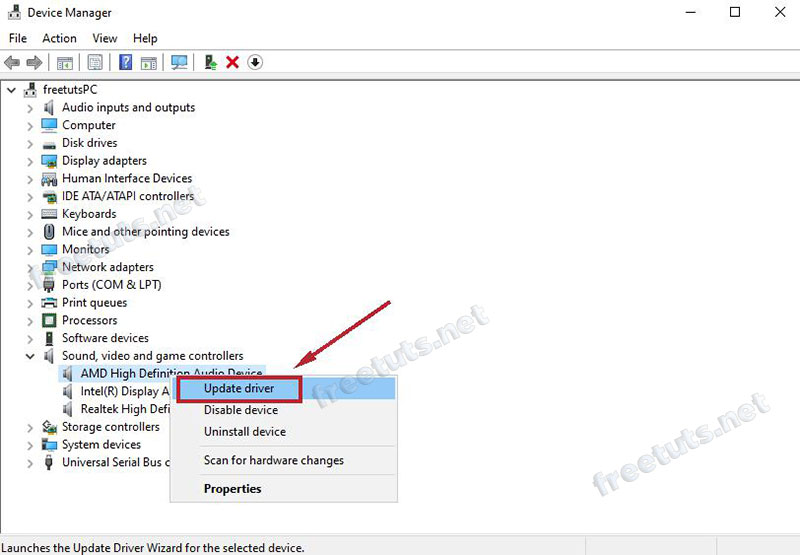 Device Manager
File Action View Help
freetutsPC
Audio inputs and outputs
Computer
Disk drives
Display adapters
Human Interface Devices
IDE ATA/ATAPI controllers
Keyboards
Mice and other pointing devices
Monitors
Network adapters
Ports (COM & LPT)
Print queues
Processors
Software devices
Sound, video and game controllers
AMD High Definition Audio Device
Intel(R) Display A
Realtek High Defi
Storage controllers
System devices
Universal Serial Bus c
Update driver
Disable device
Uninstall device
Scan for hardware changes
Properties
Launches the Update Driver Wizard for the selected device.
freetuts.net
freetuts.net
freetuts.net